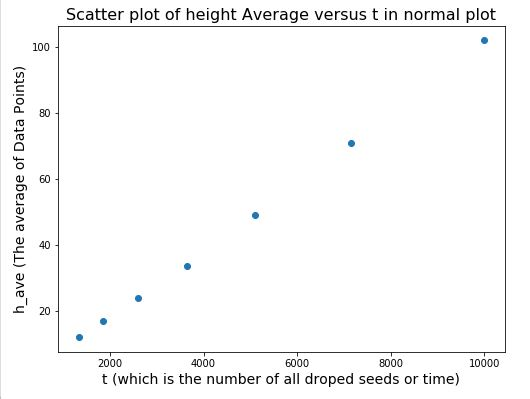 Scatter plot of height Average versus t in normal plot
100
80
60
40
20
h_ave (The average of Data Points)
2000 4000 6000 8000 10000
t (which is the number of all droped seeds or time)